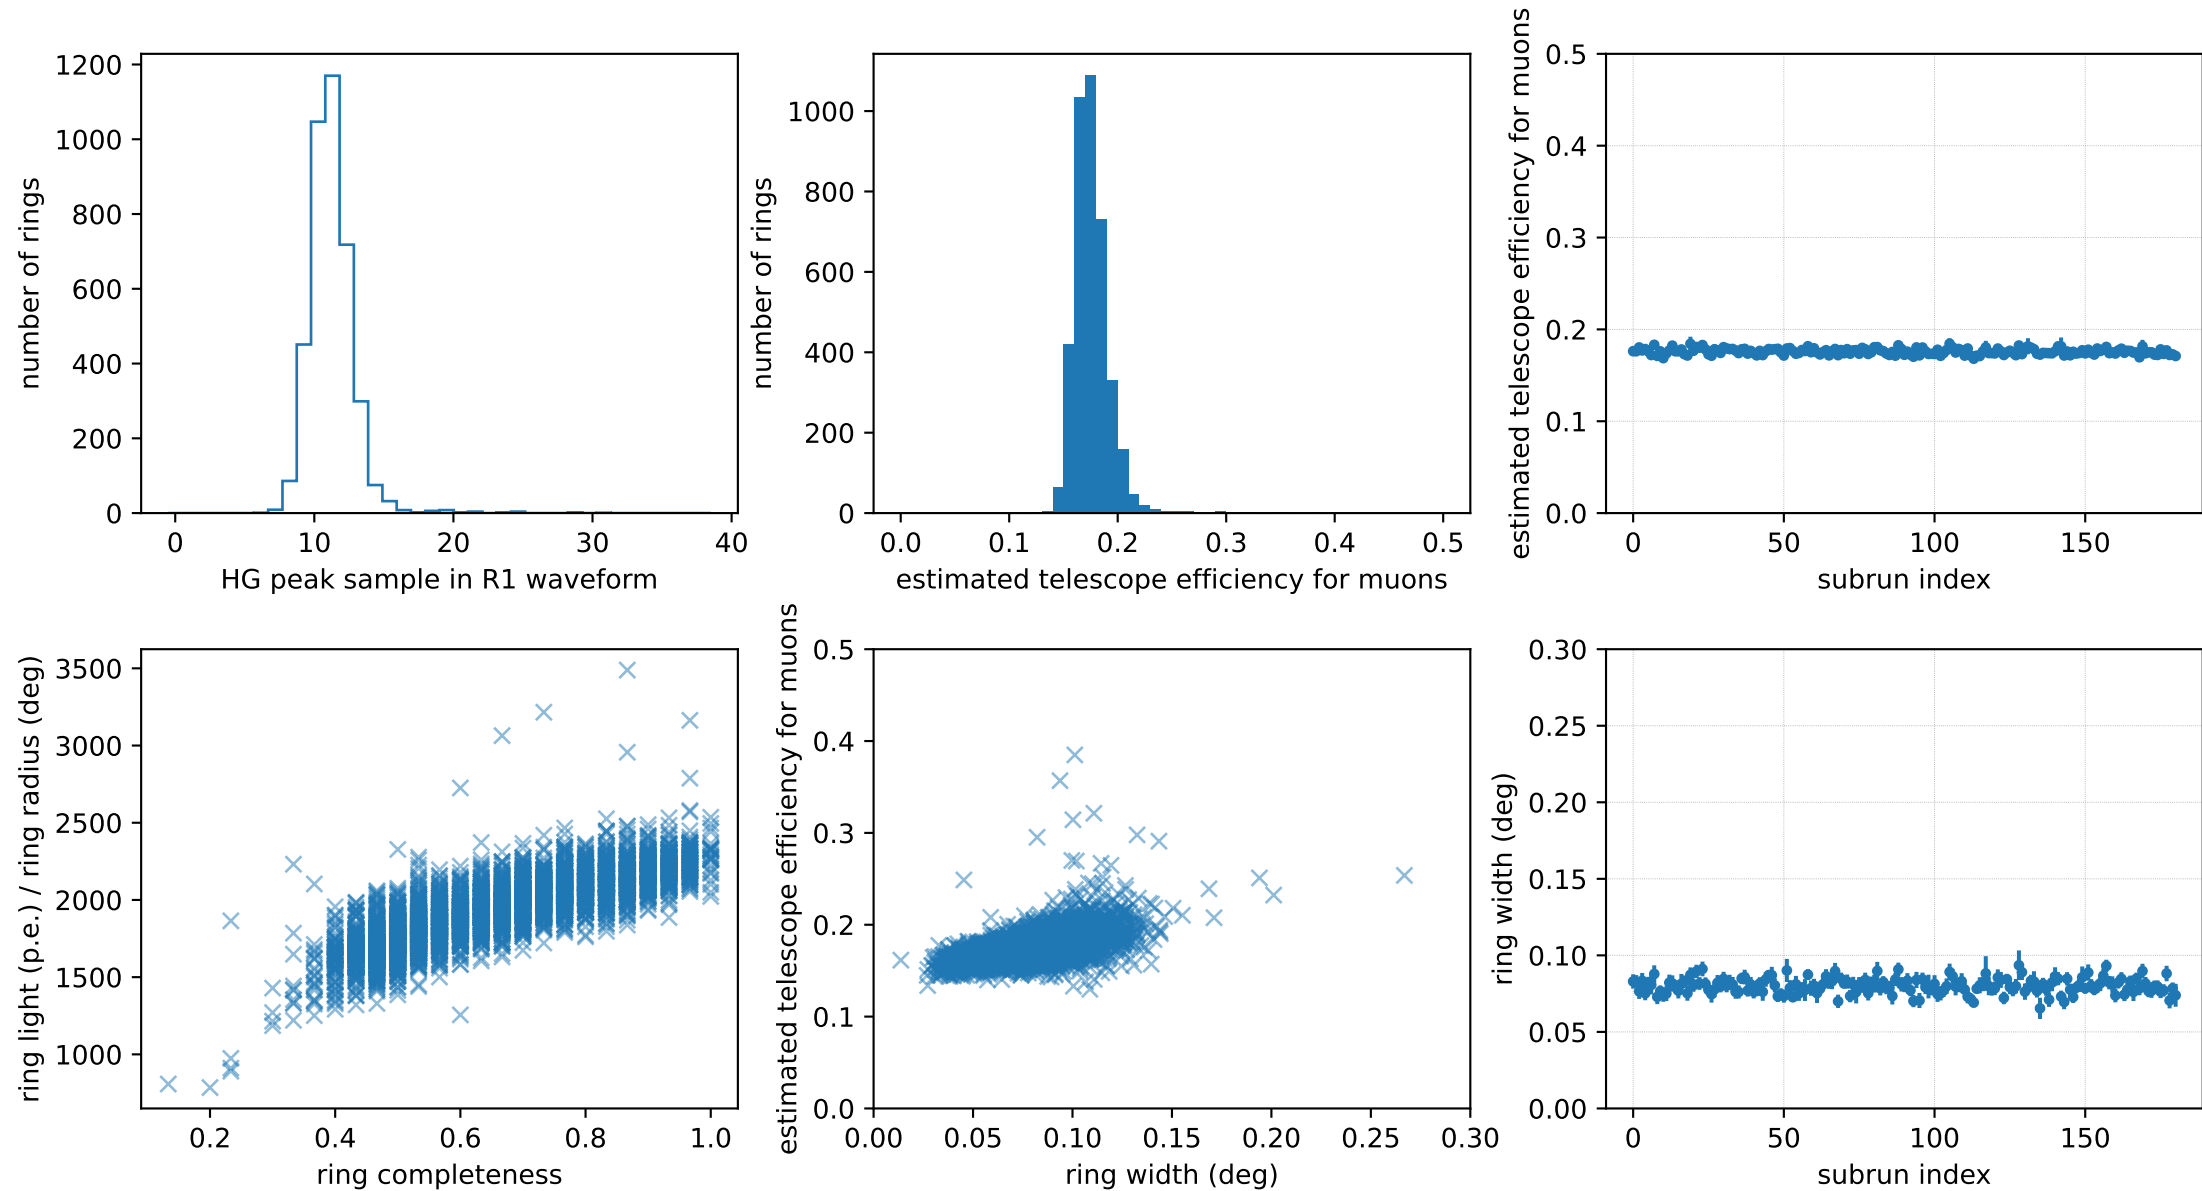 number of rings
1200
1000
800
600
400
200
0
0 10 20 30 40
HG peak sample in R1 waveform
number of rings
1000
800
600
400
200
0
0.0 0.1 0.2 0.3 0.4 0.5
estimated telescope efficiency for muons
estimated telescope efficiency for muons
0.5
0.4
0.3
0.2
0.1
0.0
0 50 100 150
subrun index
ring light (p.e.) / ring radius (deg)
3500
3000
2500
2000
1500
1000
0.2 0.4 0.6 0.8 1.0
ring completeness
estimated telescope efficiency for muons
0.5
0.4
0.3
0.2
0.1
0.0
0.00 0.05 0.10 0.15 0.20 0.25 0.30
ring width (deg)
ring width (deg)
0.30
0.25
0.20
0.15
0.10
0.05
0.00
0 50 100 150
subrun index